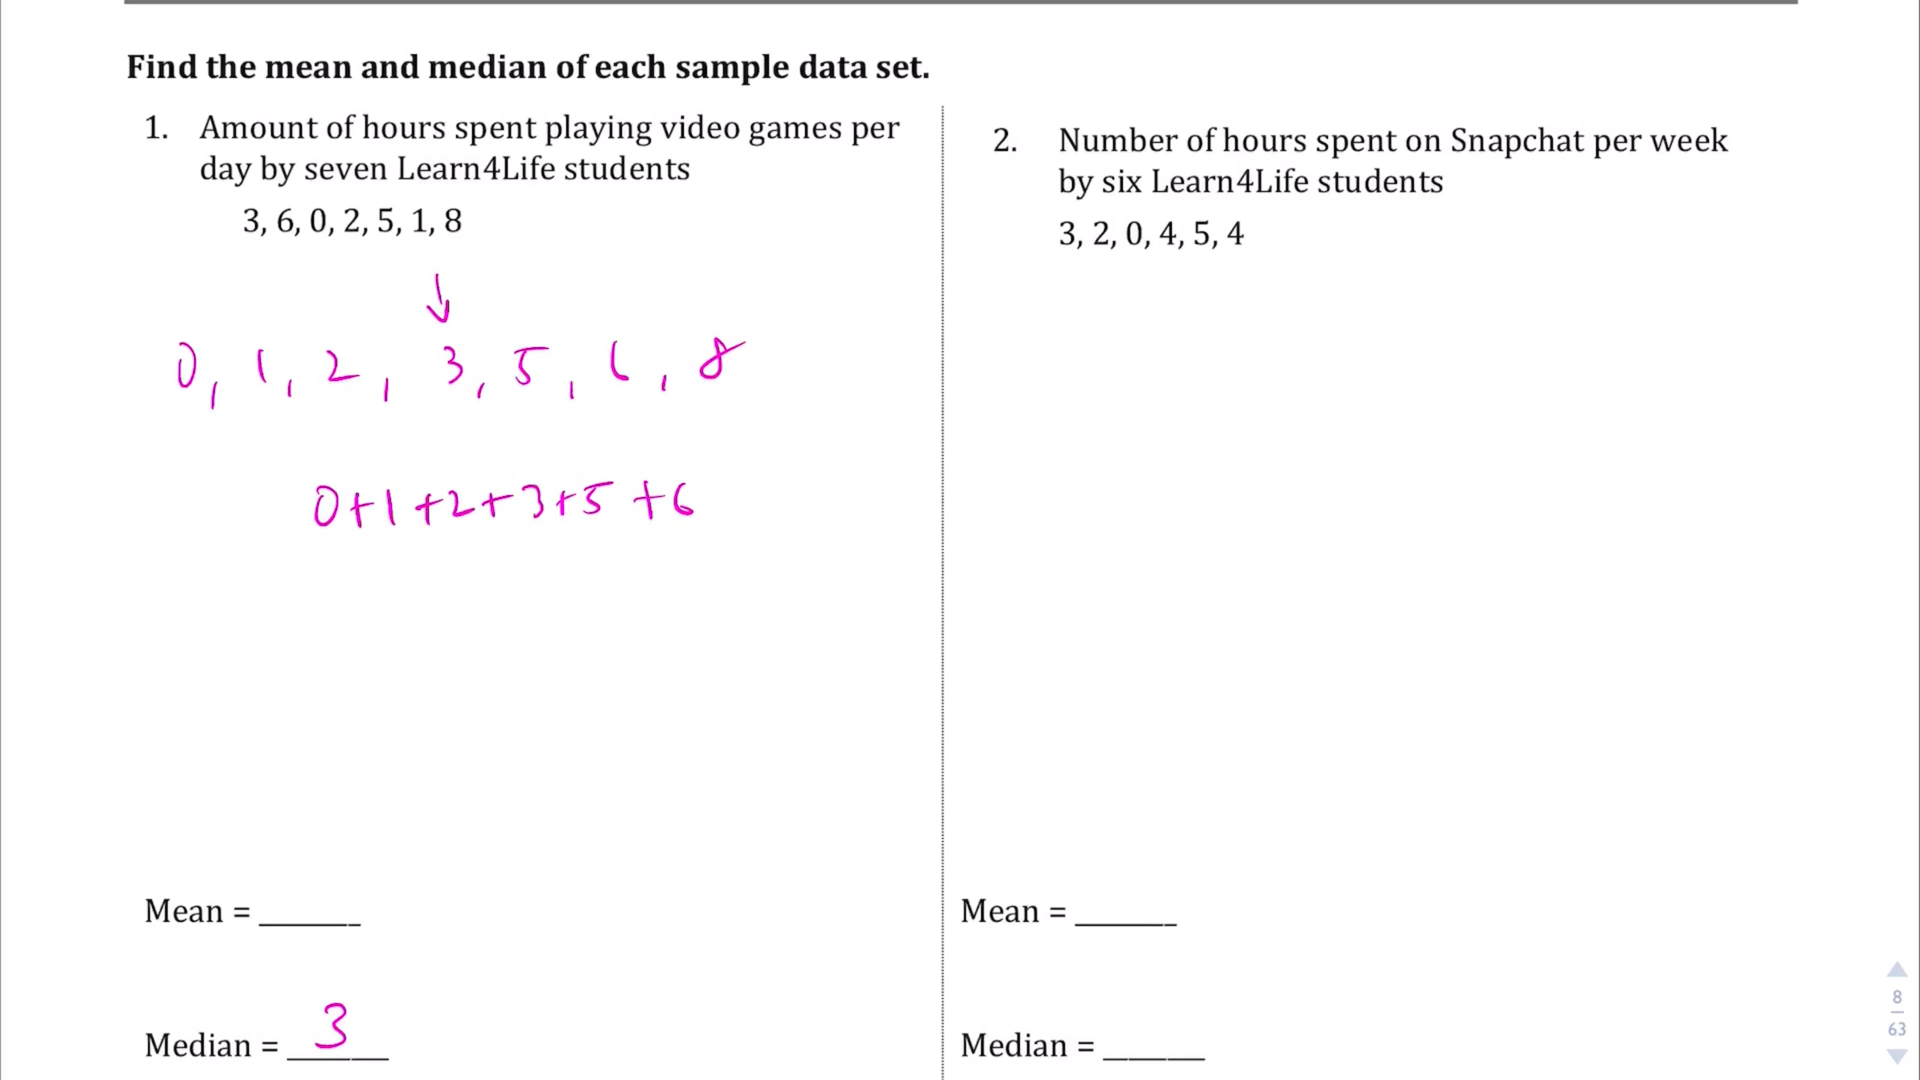 Find the mean and median of each sample data set.
1. Amount of hours spent playing video games per
day by seven Learn4Life students
3, 6, 0, 2, 5, 1, 8
0, 1, 2, 3, 5, 6, 8
0+1+2+3+5+6
Mean = ______
Median = 3
2. Number of hours spent on Snapchat per week
by six Learn4Life students
3, 2, 0, 4, 5, 4
Mean = ______
Median = ______
8
63